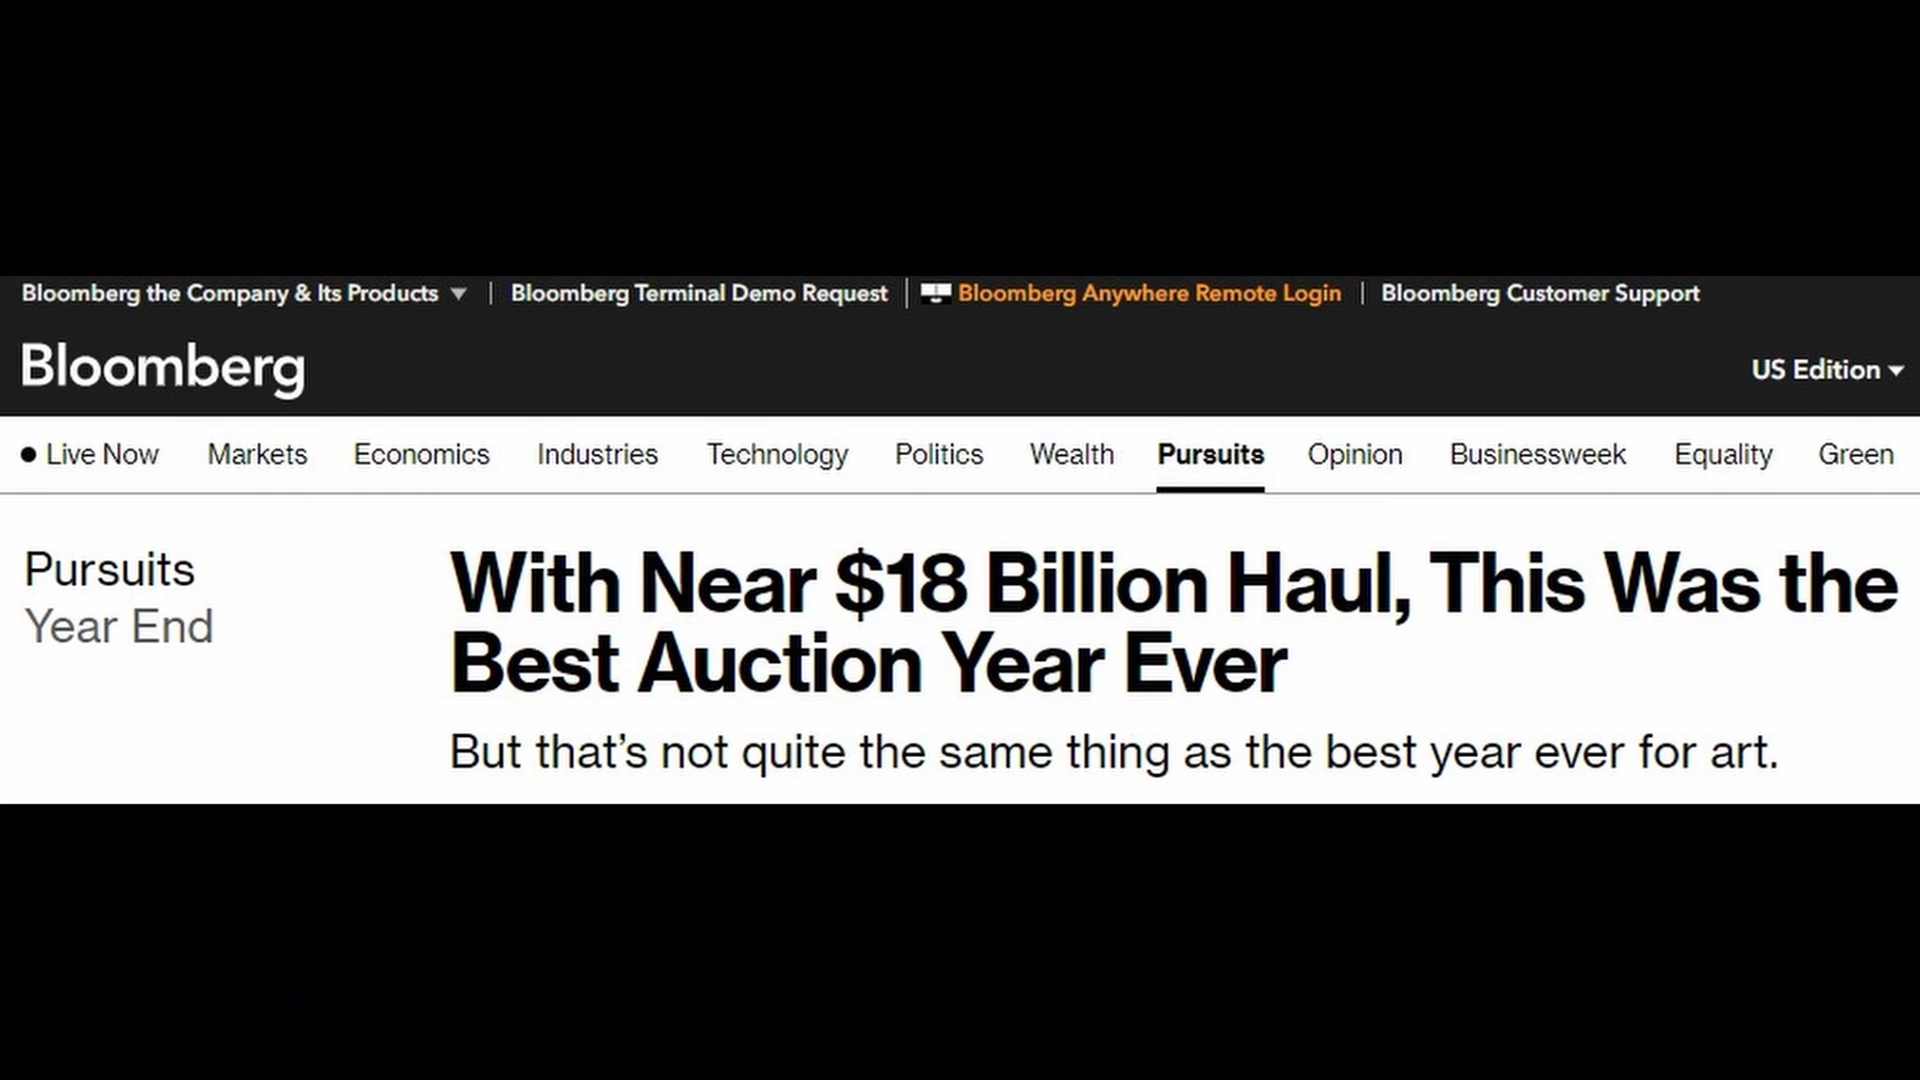 Bloomberg the Company & Its Products ▼ | Bloomberg Terminal Demo Request | Bloomberg Anywhere Remote Login | Bloomberg Customer Support
Bloomberg
US Edition ▼
• Live Now Markets Economics Industries Technology Politics Wealth Pursuits Opinion Businessweek Equality Green
Pursuits
Year End
With Near $18 Billion Haul, This Was the
Best Auction Year Ever
But that’s not quite the same thing as the best year ever for art.